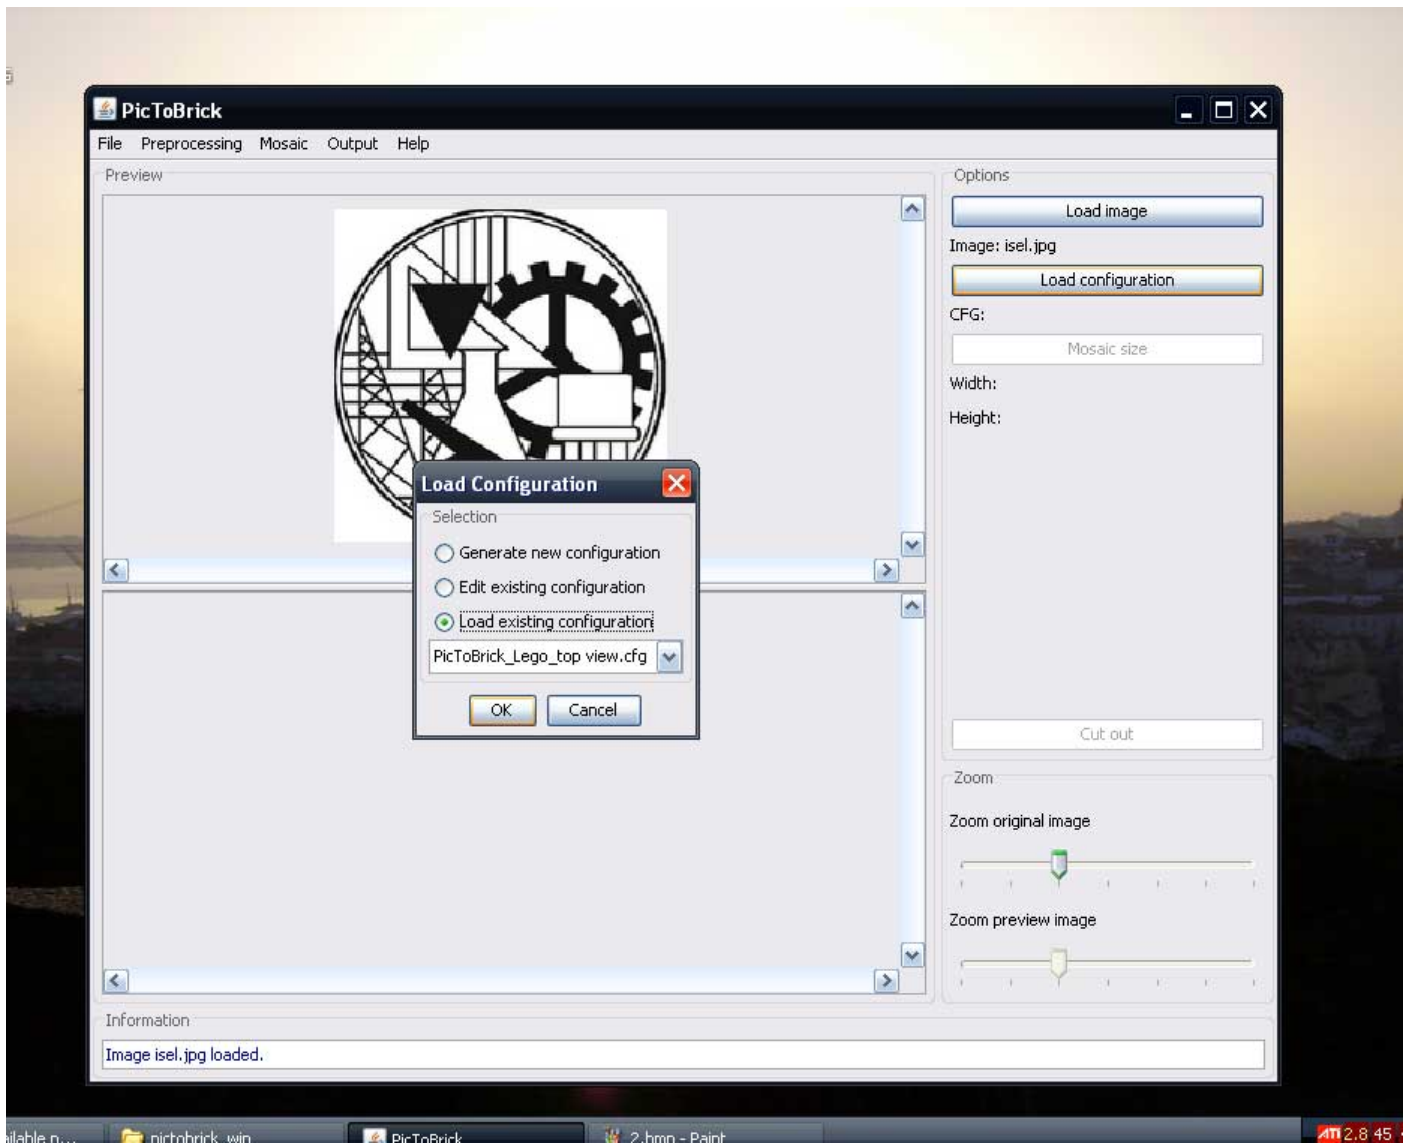 PicToBrick
File Preprocessing Mosaic Output Help
Preview
Options
Load image
Image: isel.jpg
Load configuration
CFG:
Mosaic size
Width:
Height:
Load Configuration
Selection
Generate new configuration
Edit existing configuration
Load existing configuration
PicToBrick_Lego_top view.cfg
OK Cancel
Cut out
Zoom
Zoom original image
Zoom preview image
Information
Image isel.jpg loaded.
pictobrick_win PicToBrick 2.bmp - Paint ATI 2.8 45